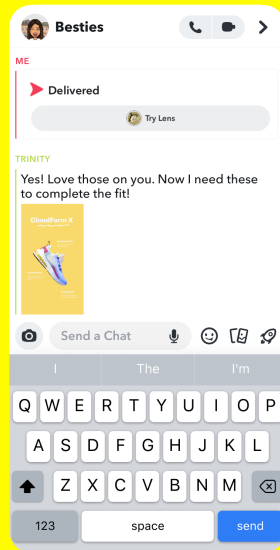 Besties
ME
Delivered
Try Lens
TRINITY
Yes! Love those on you. Now I need these
to complete the fit!
CloudForm X
Send a Chat
I The I'm
Q W E R T Y U I O P
A S D F G H J K L
Z X C V B N M
123 space send